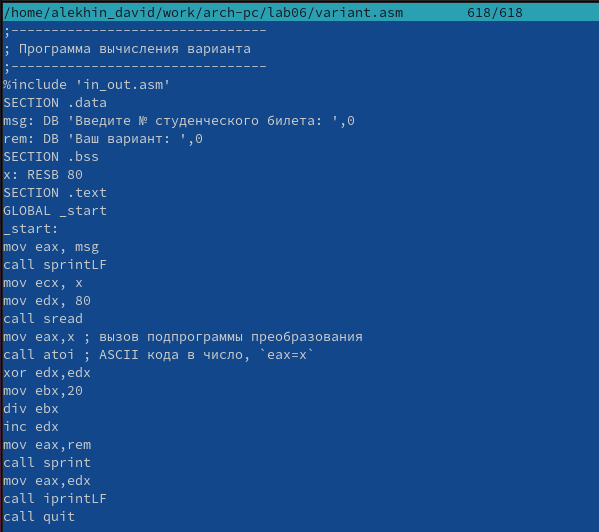 /home/alekhin_david/work/arch-pc/lab06/variant.asm 618/618
;--------------------------------
; Программа вычисления варианта
;--------------------------------
%include 'in_out.asm'
SECTION .data
msg: DB 'Введите № студенческого билета: ',0
rem: DB 'Ваш вариант: ',0
SECTION .bss
x: RESB 80
SECTION .text
GLOBAL _start
_start:
mov eax, msg
call sprintLF
mov ecx, x
mov edx, 80
call sread
mov eax,x ; вызов подпрограммы преобразования
call atoi ; ASCII кода в число, `eax=x`
xor edx,edx
mov ebx,20
div ebx
inc edx
mov eax,rem
call sprint
mov eax,edx
call iprintLF
call quit